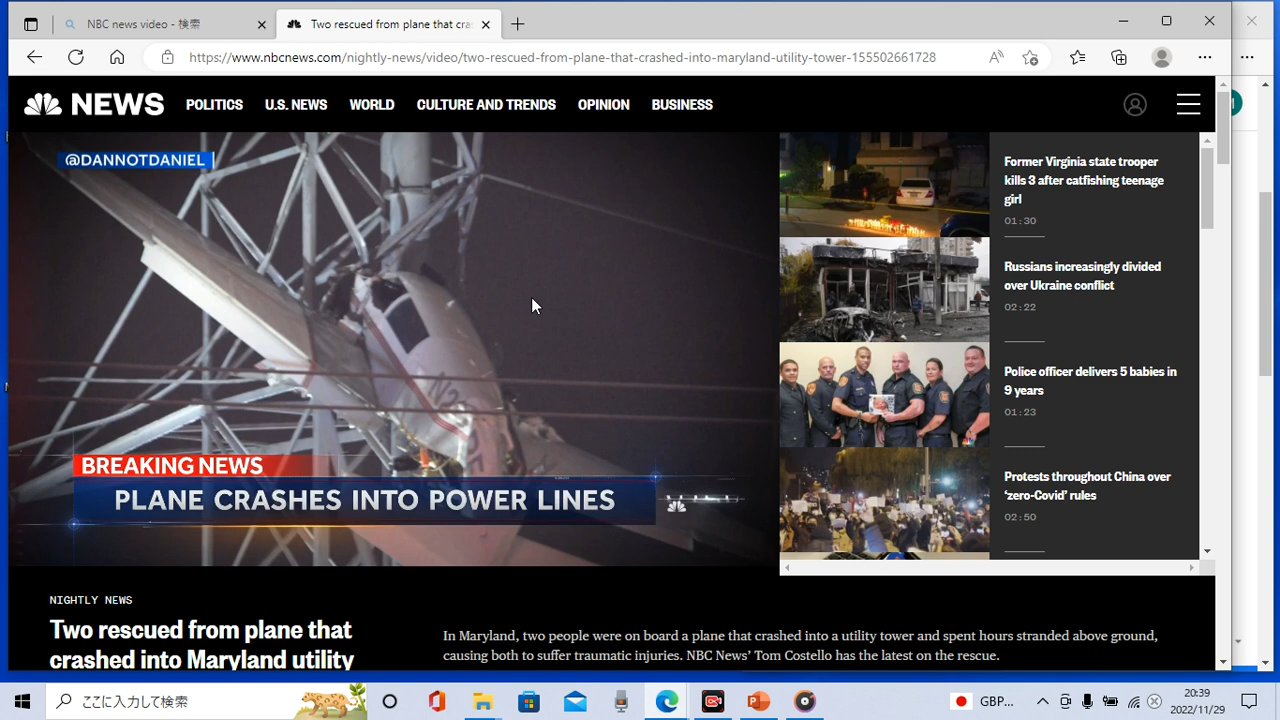 NBC news video - 検索
Two rescued from plane that cra
https://www.nbcnews.com/nightly-news/video/two-rescued-from-plane-that-crashed-into-maryland-utility-tower-155502661728
NEWS
POLITICS
U.S. NEWS
WORLD
CULTURE AND TRENDS
OPINION
BUSINESS
@DANNOTDANIEL
BREAKING NEWS
PLANE CRASHES INTO POWER LINES
Former Virginia state trooper
kills 3 after catfishing teenage
girl
01:30
Russians increasingly divided
over Ukraine conflict
02:22
Police officer delivers 5 babies in
9 years
01:23
Protests throughout China over
‘zero-Covid’ rules
02:50
NIGHTLY NEWS
Two rescued from plane that
crashed into Maryland utility
In Maryland, two people were on board a plane that crashed into a utility tower and spent hours stranded above ground,
causing both to suffer traumatic injuries. NBC News’ Tom Costello has the latest on the rescue.
ここに入力して検索
GBP...
20:39
2022/11/29